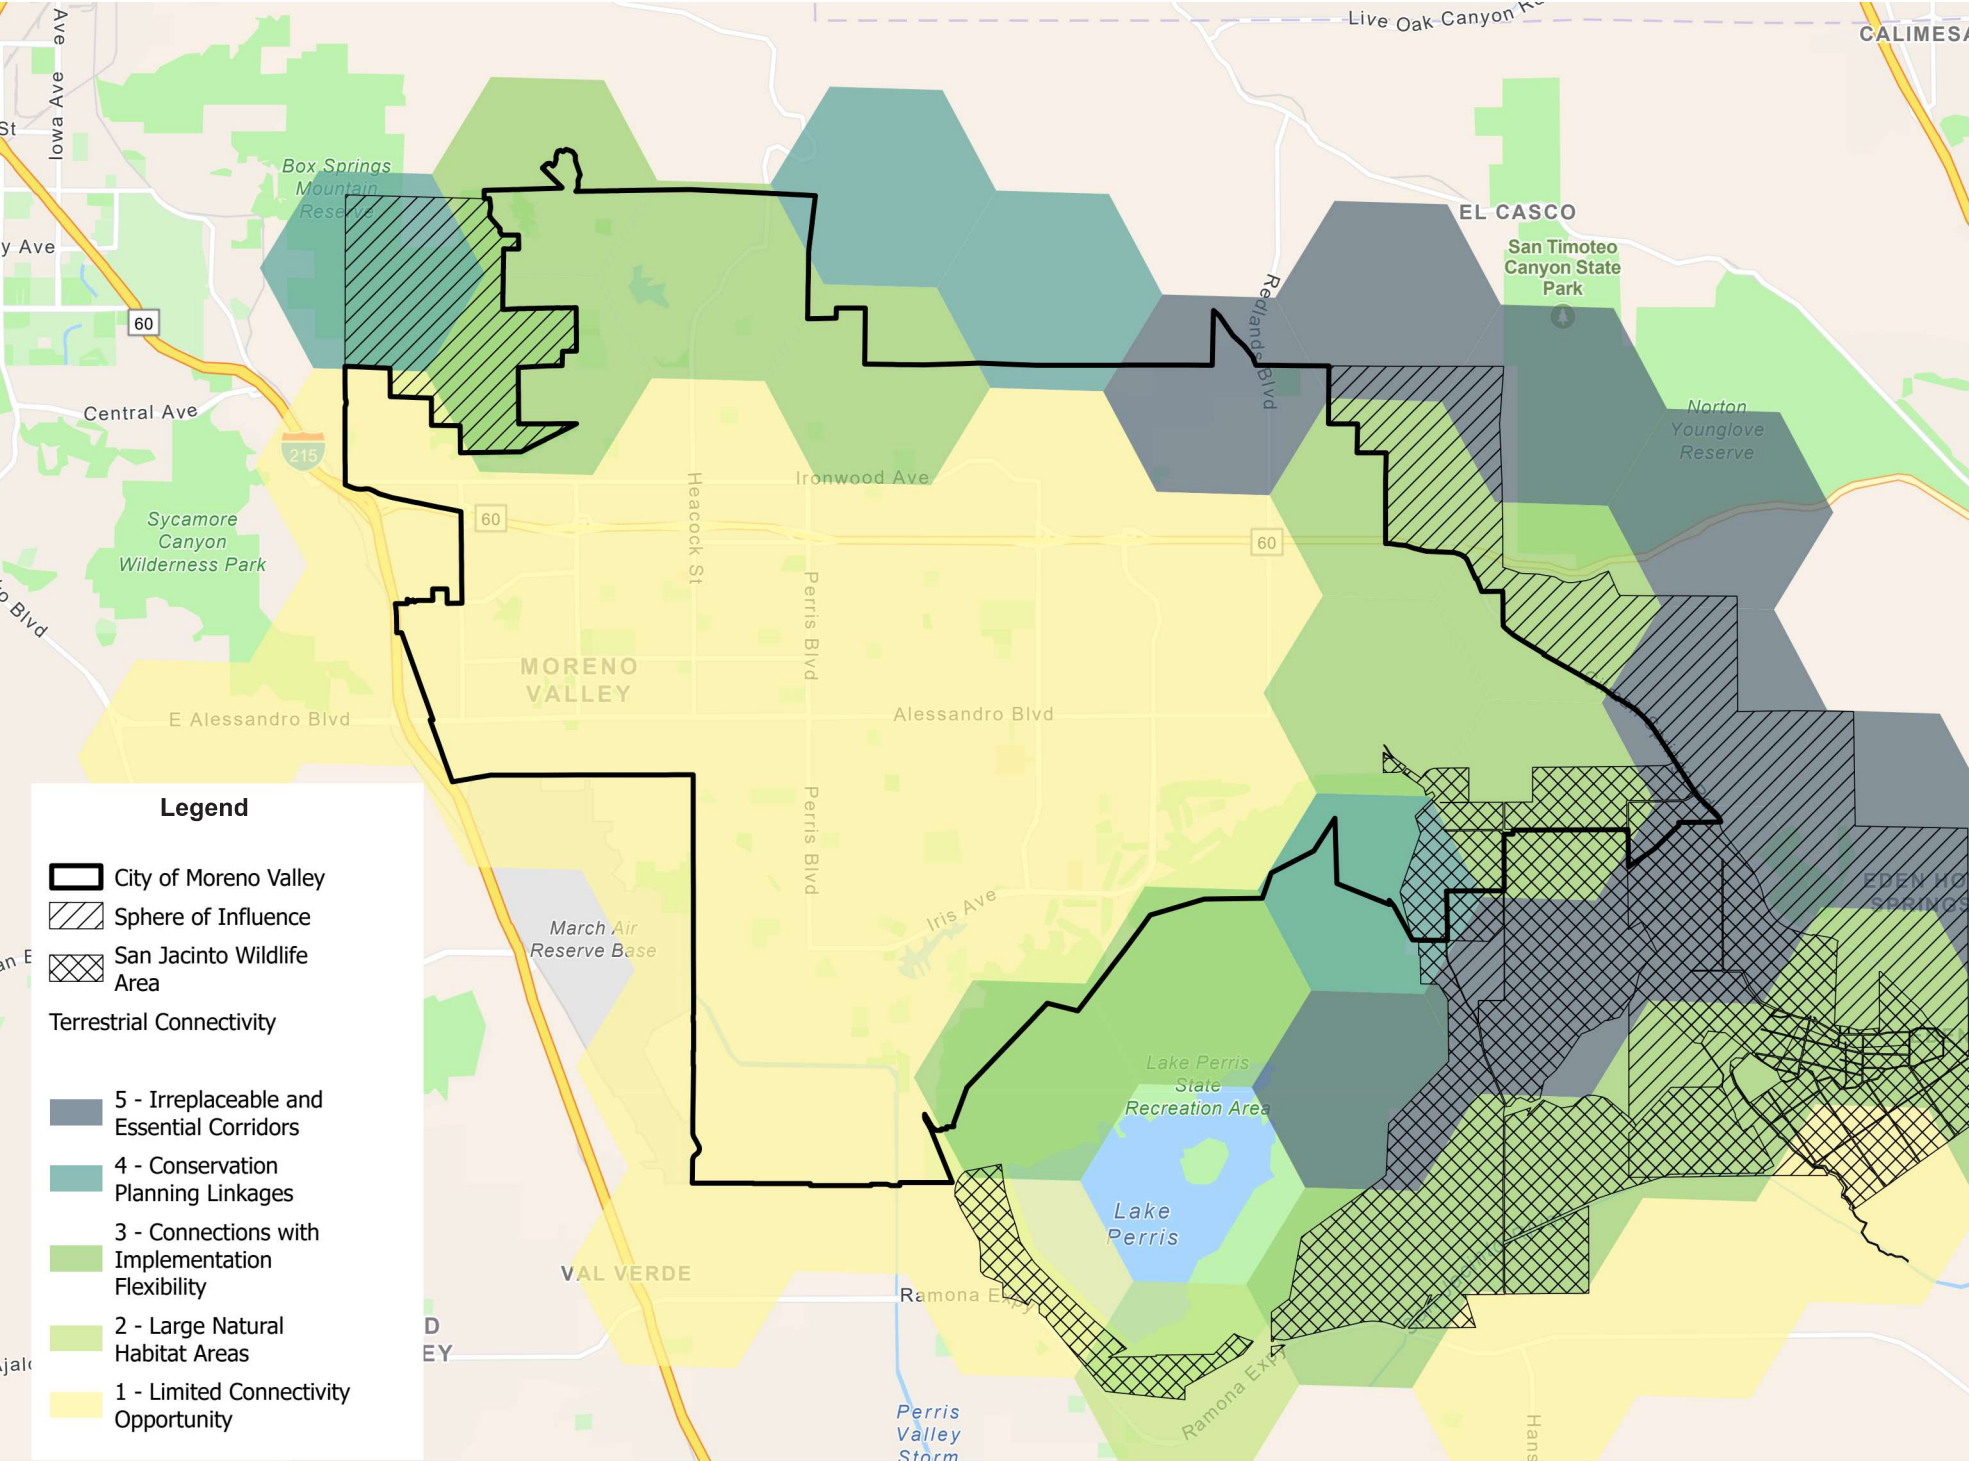 Live Oak Canyon
CALIMESA
Iowa Ave
Ave
St
Box Springs
Mountain
Reserve
y Ave
EL CASCO
San Timoteo
Canyon State
Park
Redlands Blvd
60
Central Ave
215
Norton
Younglove
Reserve
Ironwood Ave
Heacock St
60
60
Sycamore
Canyon
Wilderness Park
o Blvd
Perris Blvd
MORENO
VALLEY
E Alessandro Blvd
Alessandro Blvd
Perris Blvd
Iris Ave
March Air
Reserve Base
EDEN HO
SPRINGS
Lake Perris
State
Recreation Area
Lake
Perris
VAL VERDE
Ramona Expy
Ramona Expy
D
EY
Perris
Valley
Storm
Hans
Legend
City of Moreno Valley
Sphere of Influence
San Jacinto Wildlife
Area
Terrestrial Connectivity
5 - Irreplaceable and
Essential Corridors
4 - Conservation
Planning Linkages
3 - Connections with
Implementation
Flexibility
2 - Large Natural
Habitat Areas
1 - Limited Connectivity
Opportunity